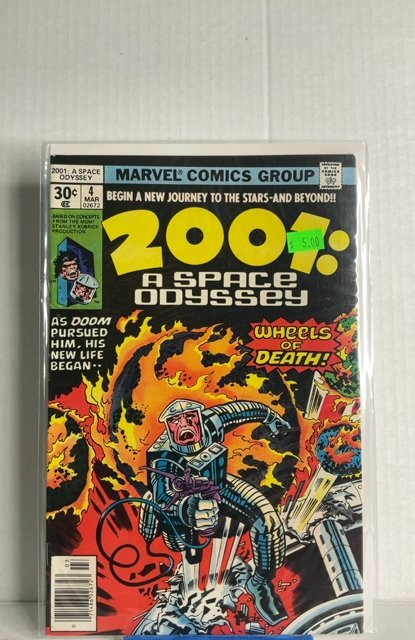 2001: A SPACE
ODYSSEY
30¢
4
MAR
02672
MARVEL® COMICS GROUP
BEGIN A NEW JOURNEY TO THE STARS-AND BEYOND!!
BASED ON CONCEPTS
FROM THE MGM/
STANLEY KUBRICK
PRODUCTION
2001:
$ 5.00
A SPACE
ODYSSEY
AS DOOM
PURSUED
HIM, HIS
NEW LIFE
BEGAN--
WHEELS
OF
DEATH!